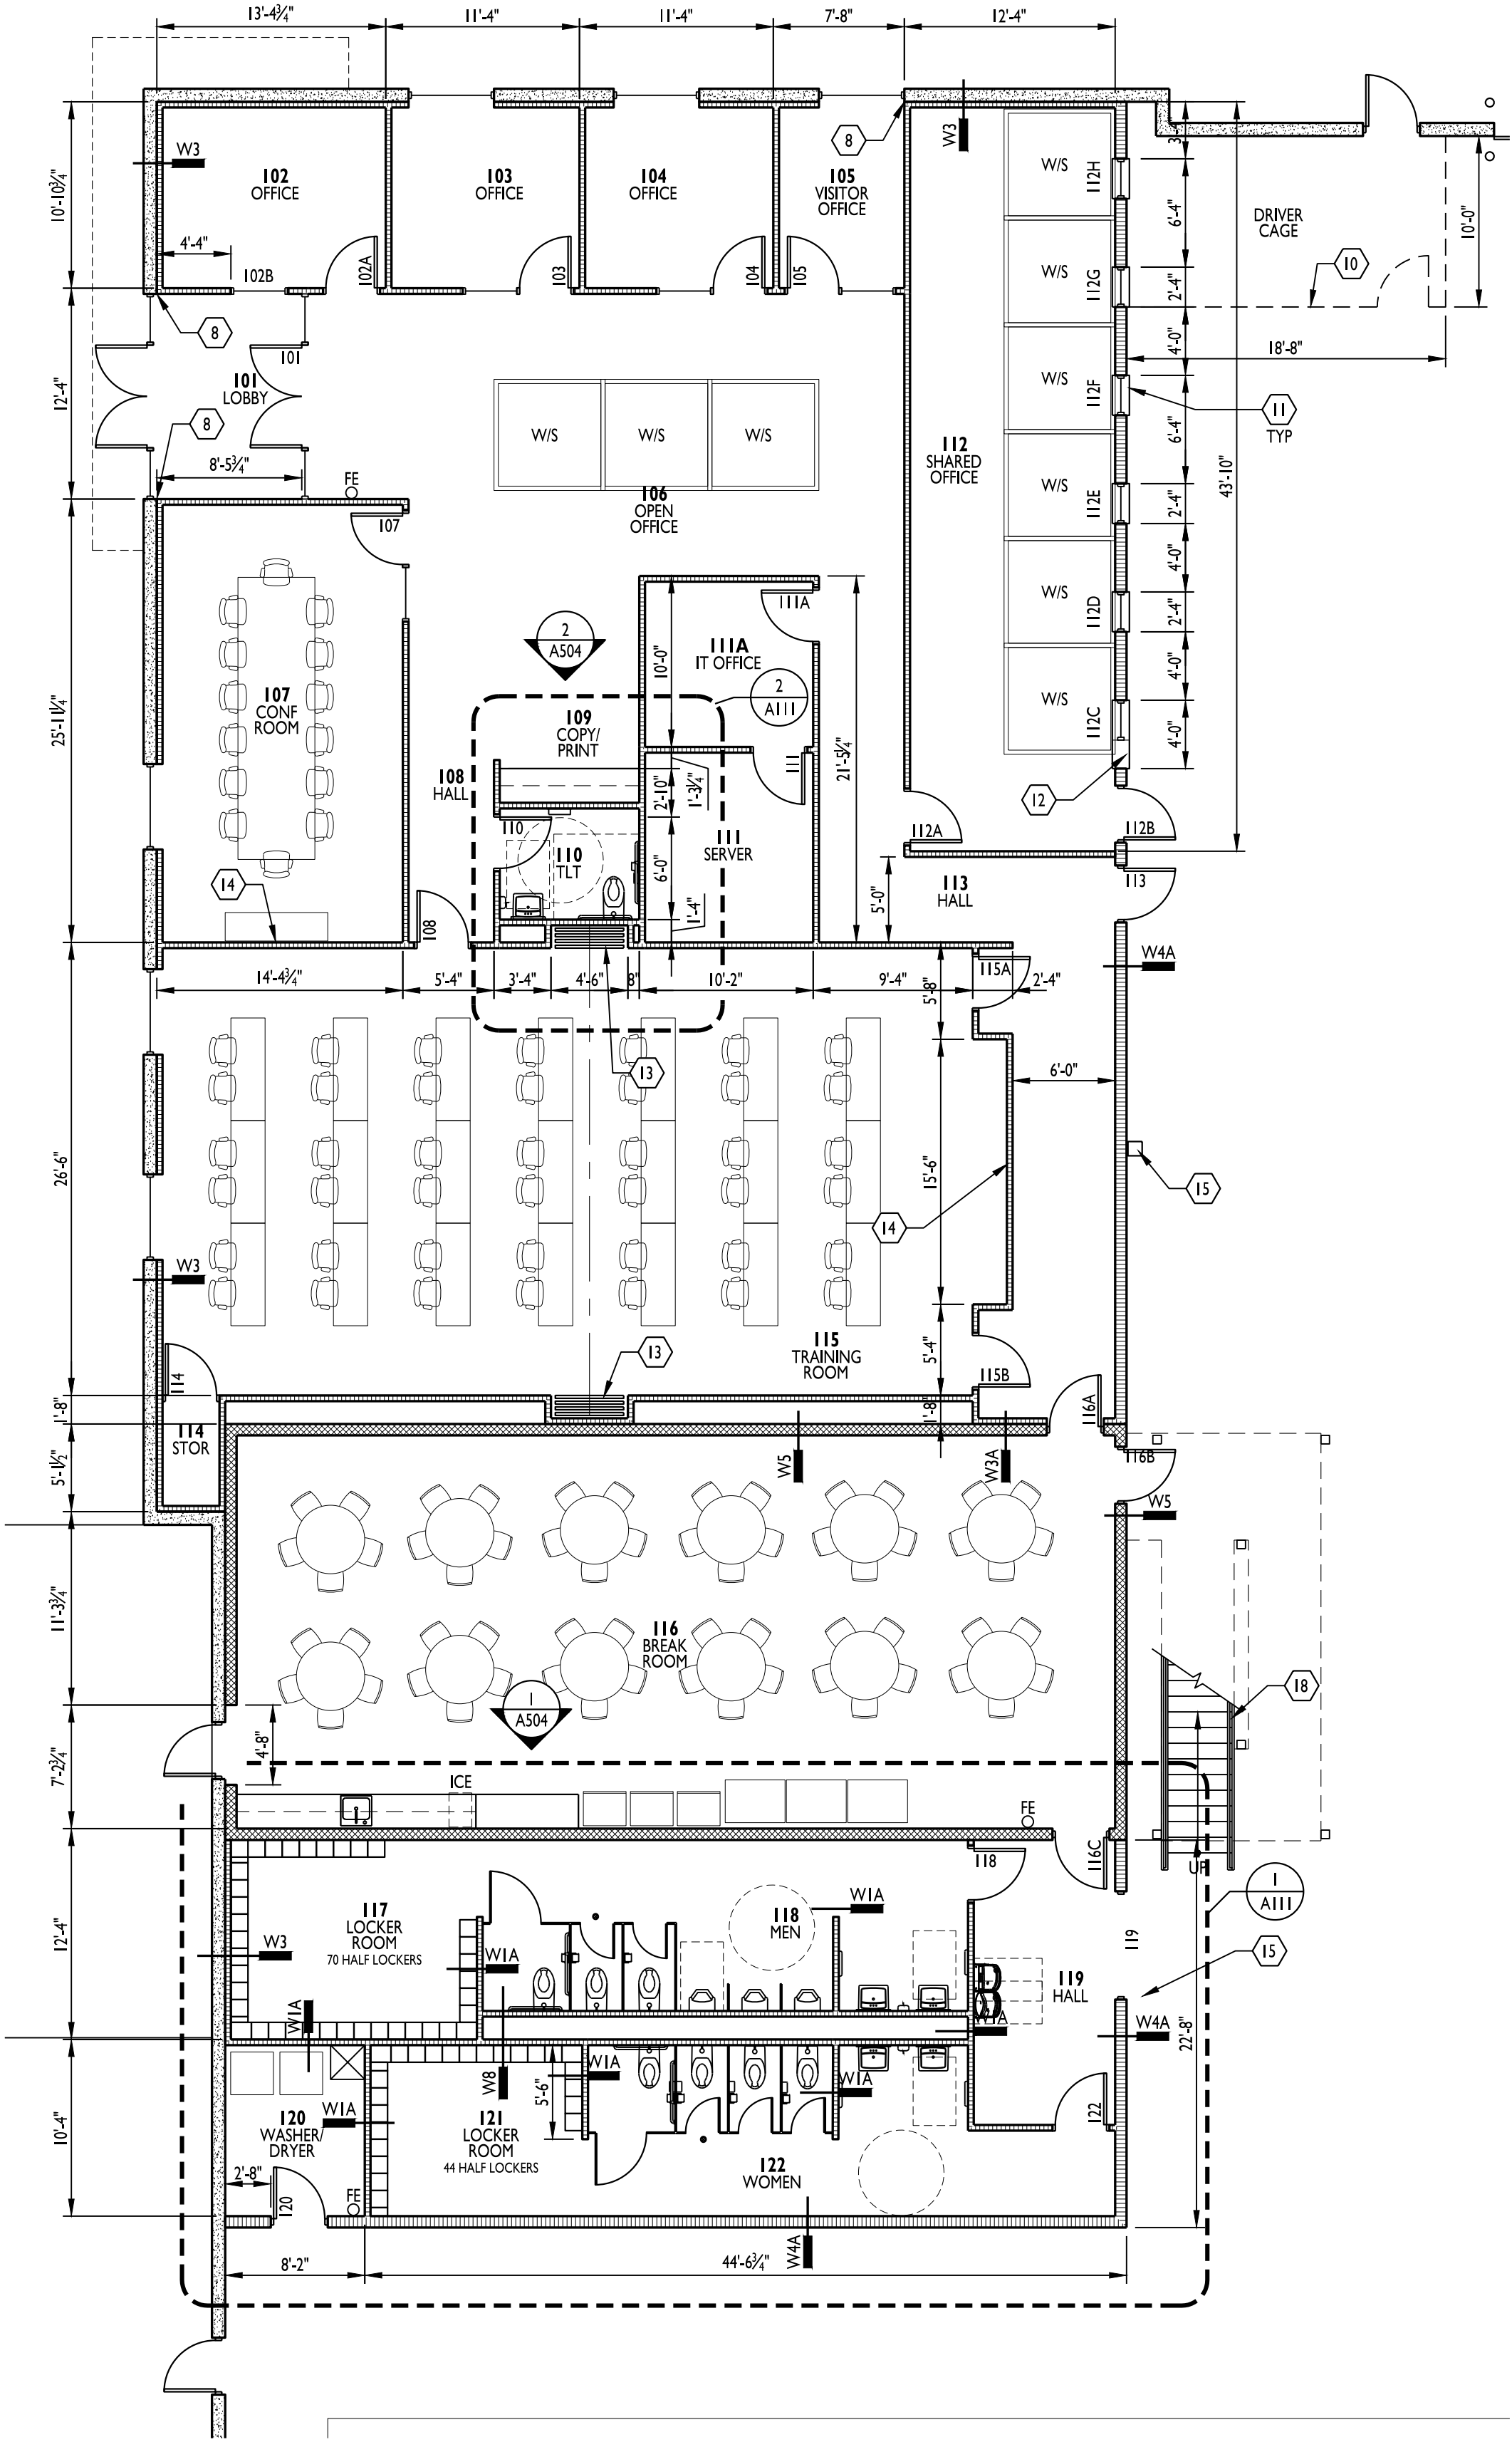 13'-4¾"
11'-4"
11'-4"
7'-8"
12'-4"
10'-10¾"
W3
102
OFFICE
4'-4"
102B
102A
103
OFFICE
103
104
OFFICE
104
8
105
VISITOR
OFFICE
105
W3
W/S
112H
6'-4"
DRIVER
CAGE
10'-0"
10
W/S
112G
2'-4"
8
101
101
LOBBY
8
8'-5¾"
FE
12'-4"
W/S
W/S
W/S
106
OPEN
OFFICE
112
SHARED
OFFICE
W/S
112F
4'-0"
18'-8"
11
TYP
6'-4"
43'-10"
W/S
112E
2'-4"
4'-0"
W/S
112D
2'-4"
4'-0"
W/S
112C
4'-0"
12
107
25'-11¼"
107
CONF
ROOM
14
2
A504
111A
111A
IT OFFICE
10'-0"
2
A111
109
COPY/
PRINT
108
HALL
111
21'-5¼"
2'-10"
1'-3¾"
110
110
TLT
6'-0"
1'-4"
111
SERVER
112A
112B
5'-0"
113
HALL
113
108
14'-4¾"
5'-4"
3'-4"
4'-6"
8"
10'-2"
9'-4"
2'-4"
115A
5'-8"
W4A
13
6'-0"
26'-6"
15'-6"
14
15
W3
13
115
TRAINING
ROOM
5'-4"
115B
116A
114
1'-8"
1'-8"
114
STOR
5'-1½"
W5
W3A
116B
W5
11'-3¾"
116
BREAK
ROOM
1
A504
18
4'-8"
7'-2¾"
ICE
FE
UP
116C
118
1
A111
117
LOCKER
ROOM
70 HALF LOCKERS
W3
12'-4"
W1A
118
MEN
W1A
119
15
119
HALL
W1A
W1A
W4A
22'-8"
W8
5'-6"
W1A
W1A
120
WASHER/
DRYER
W1A
121
LOCKER
ROOM
44 HALF LOCKERS
122
10'-4"
122
WOMEN
2'-8"
120
FE
W4A
8'-2"
44'-6¾"